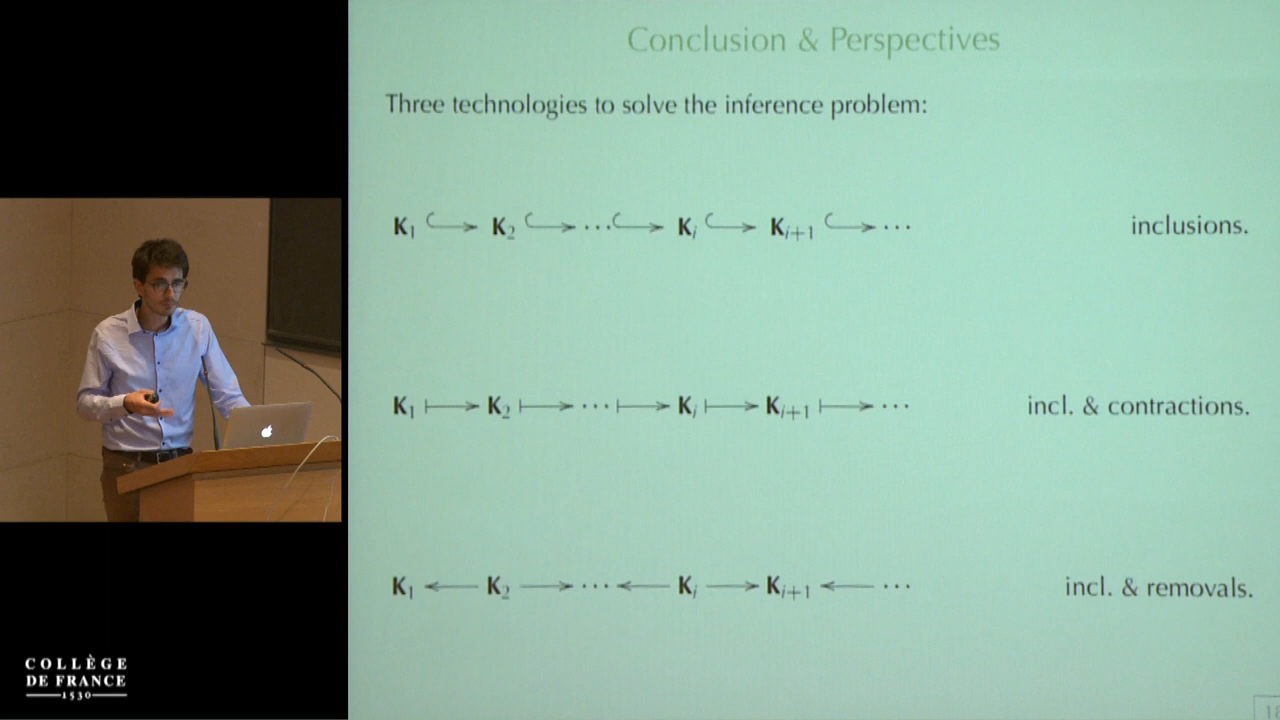 Conclusion & Perspectives
Three technologies to solve the inference problem:
K₁ ↪ K₂ ↪ ⋯ ↪ Kᵢ ↪ Kᵢ₊₁ ↪ ⋯ inclusions.
K₁ ⟼ K₂ ⟼ ⋯ ⟼ Kᵢ ⟼ Kᵢ₊₁ ⟼ ⋯ incl. & contractions.
K₁ ← K₂ → ⋯ ← Kᵢ → Kᵢ₊₁ ← ⋯ incl. & removals.
COLLÈGE
DE FRANCE
1530